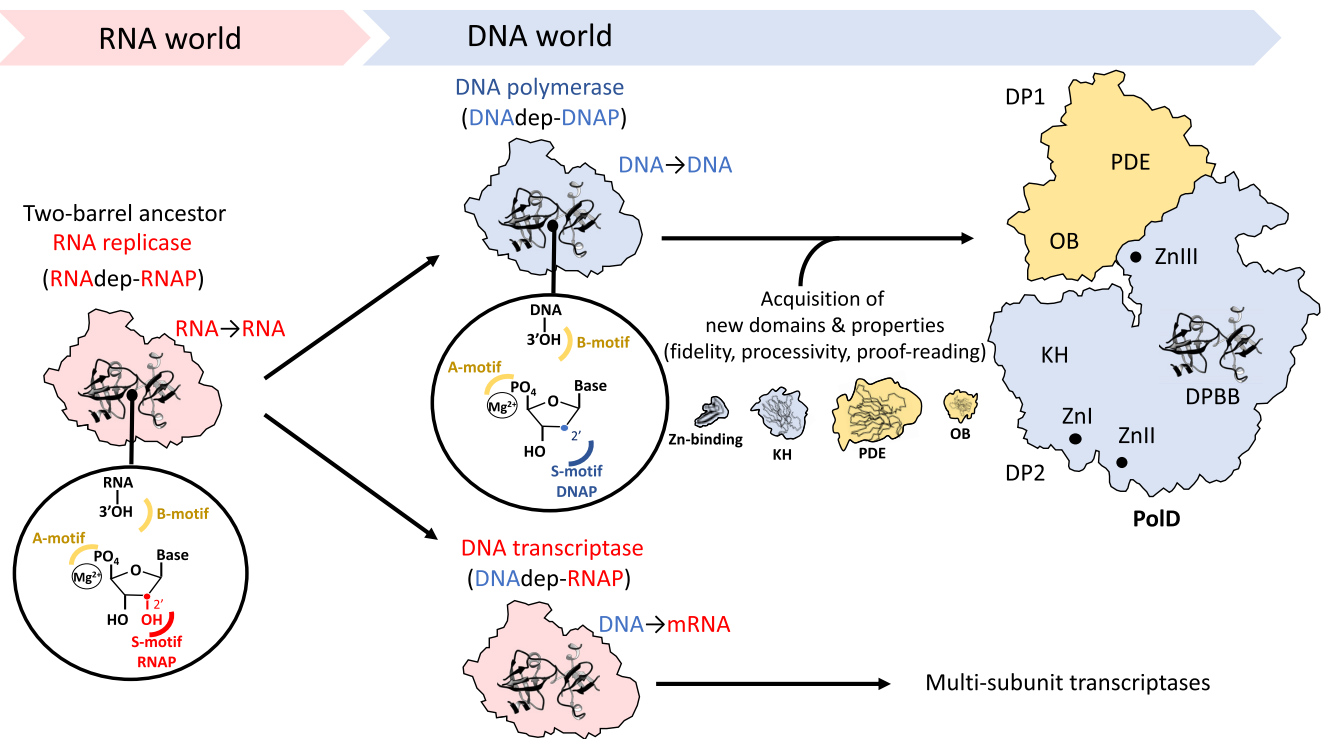 RNA world
DNA world
Two-barrel ancestor
RNA replicase
(RNAdep-RNAP)
RNA→RNA
RNA
3’OH
B-motif
A-motif
PO4
Mg2+
O
Base
2’
HO
OH
S-motif
RNAP
DNA polymerase
(DNAdep-DNAP)
DNA→DNA
DNA
3’OH
B-motif
A-motif
PO4
Mg2+
O
Base
2’
HO
S-motif
DNAP
Acquisition of
new domains & properties
(fidelity, processivity, proof-reading)
Zn-binding
KH
PDE
OB
DP1
PDE
OB
ZnIII
KH
DPBB
ZnI
ZnII
DP2
PolD
DNA transcriptase
(DNAdep-RNAP)
DNA→mRNA
Multi-subunit transcriptases